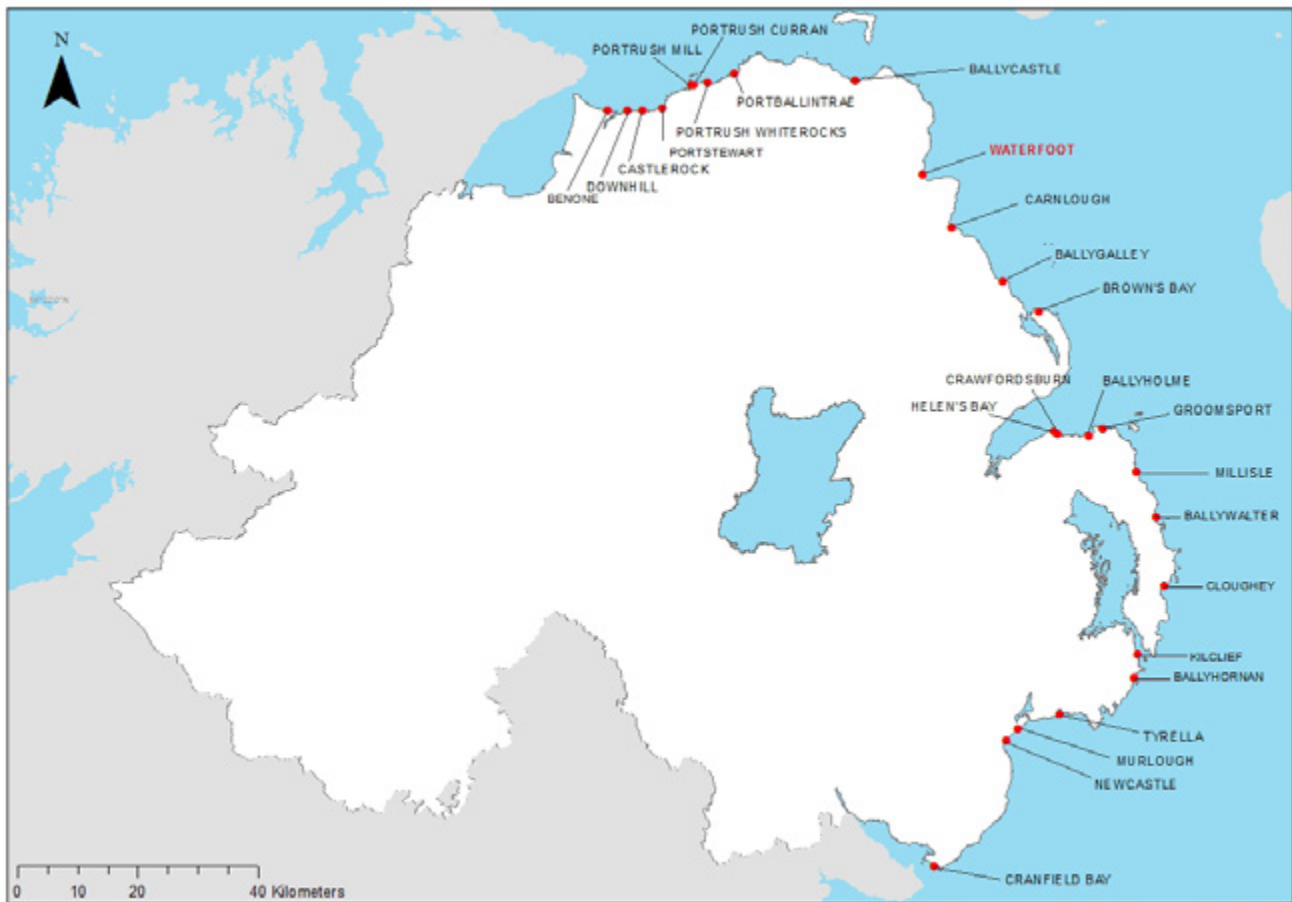 N
PORTRUSH CURRAN
PORTRUSH MILL
BALLYCASTLE
PORTBALLINTRAE
PORTRUSH WHITEROCKS
PORTSTEWART
CASTLEROCK
DOWNHILL
BENONE
WATERFOOT
CARNLOUGH
BALLYGALLEY
BROWN'S BAY
CRAWFORDSBURN
BALLYHOLME
HELEN'S BAY
GROOMSPORT
MILLISLE
BALLYWALTER
CLOUGHEY
KILCLIEF
BALLYHORNAN
TYRELLA
MURLOUGH
NEWCASTLE
CRANFIELD BAY
0 10 20 40 Kilometers